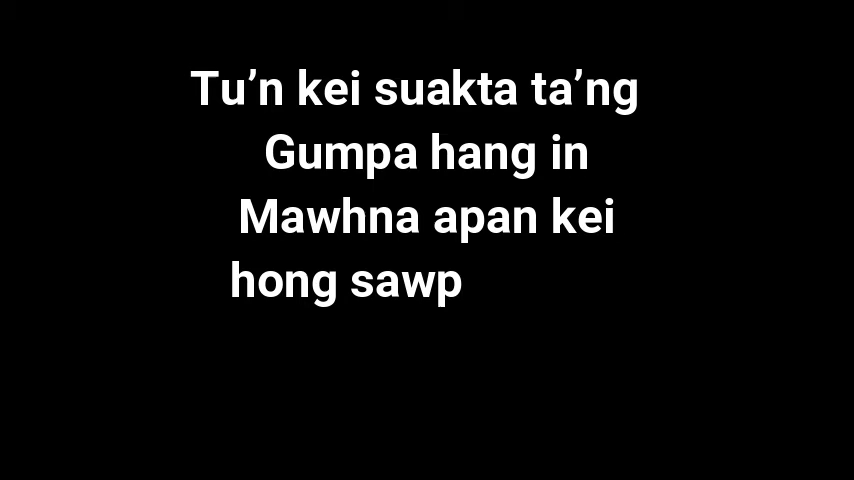 Tu’n kei suakta ta’ng
Gumpa hang in
Mawhna apan kei
hong sawp